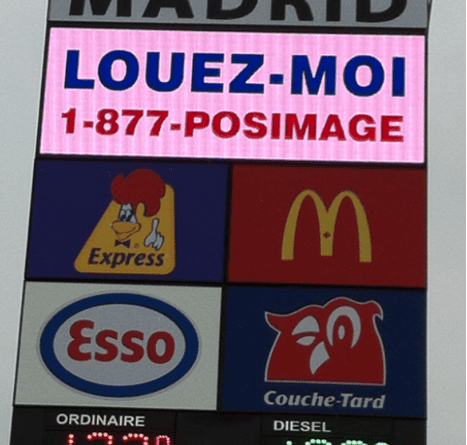 MADRID
LOUEZ-MOI
1-877-POSIMAGE
Express
M
Esso
Couche-Tard
ORDINAIRE
DIESEL